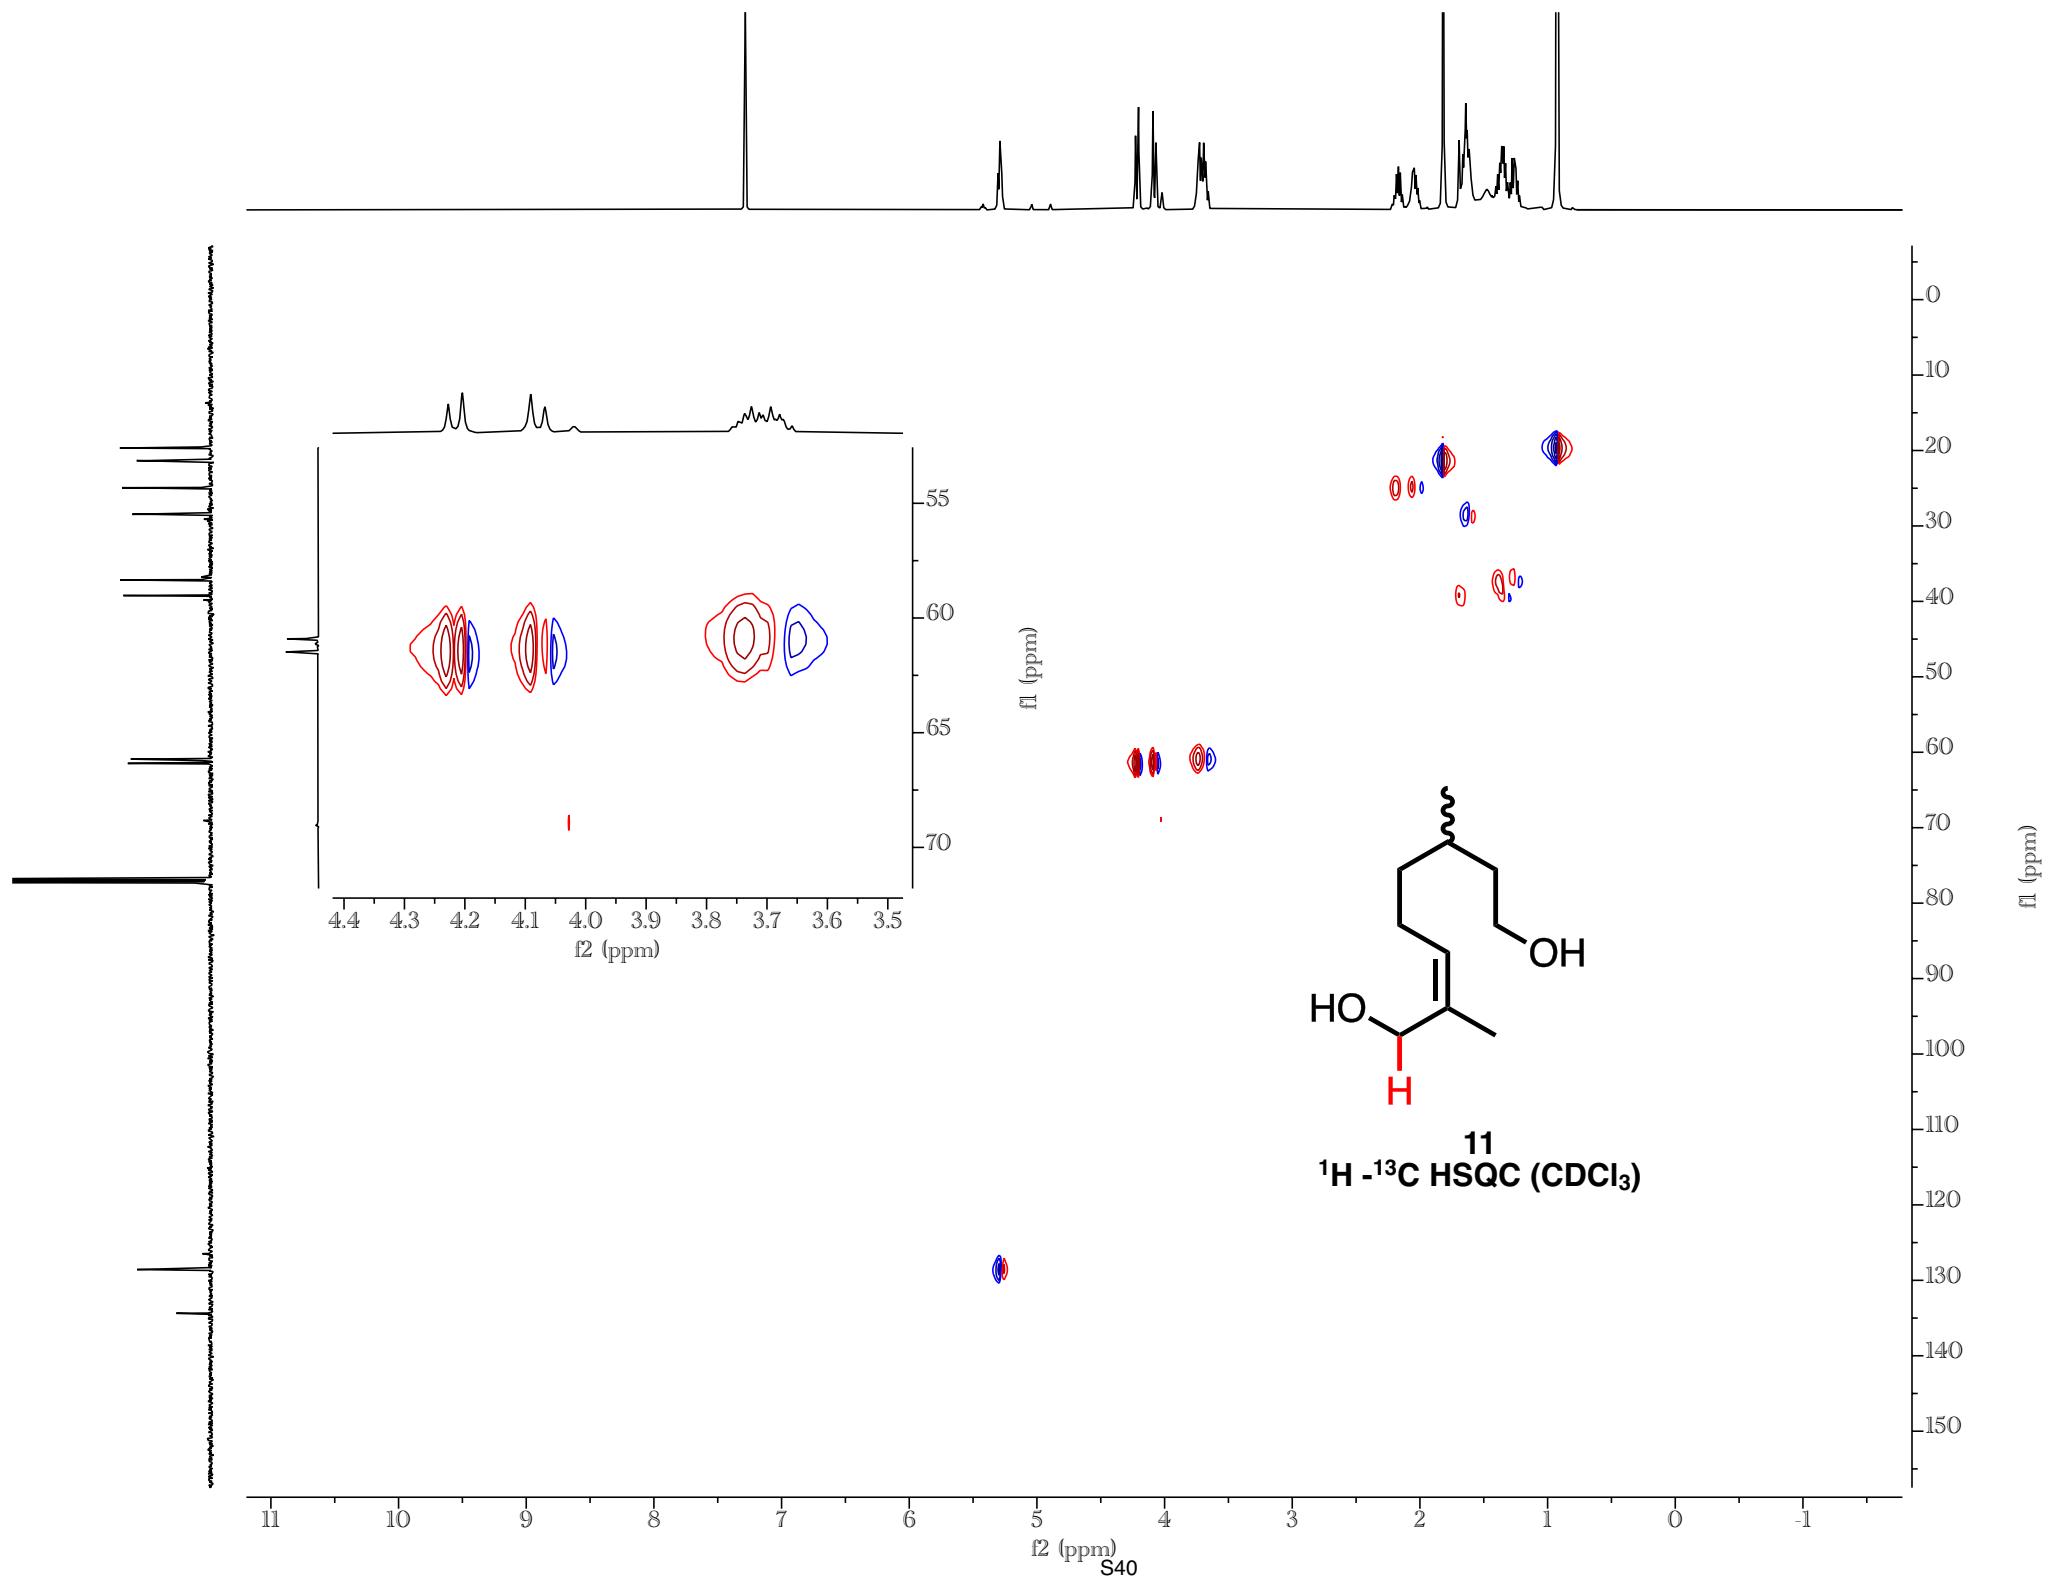 0
10
20
30
40
50
60
70
80
90
100
110
120
130
140
150
f1 (ppm)
55
60
65
70
f1 (ppm)
4.4 4.3 4.2 4.1 4.0 3.9 3.8 3.7 3.6 3.5
f2 (ppm)
OH
HO
H
11
¹H -¹³C HSQC (CDCl₃)
11 10 9 8 7 6 5 4 3 2 1 0 -1
f2 (ppm)
S40